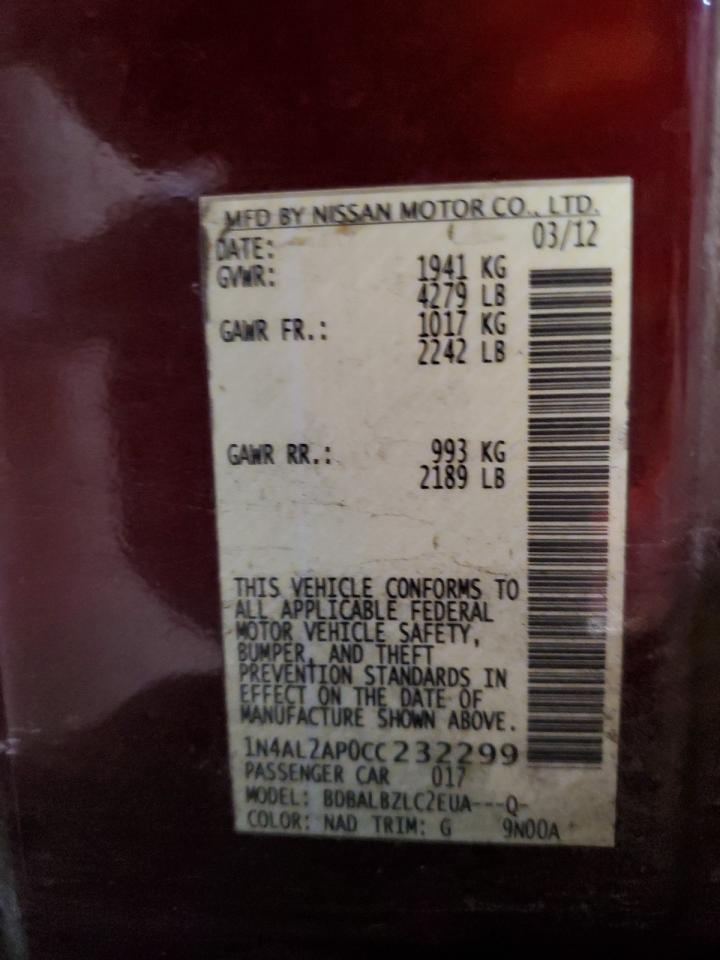 MFD BY NISSAN MOTOR CO., LTD.
DATE: 03/12
GVWR: 1941 KG
4279 LB
GAWR FR.: 1017 KG
2242 LB
GAWR RR.: 993 KG
2189 LB
THIS VEHICLE CONFORMS TO
ALL APPLICABLE FEDERAL
MOTOR VEHICLE SAFETY,
BUMPER, AND THEFT
PREVENTION STANDARDS IN
EFFECT ON THE DATE OF
MANUFACTURE SHOWN ABOVE.
1N4AL2AP0CC232299
PASSENGER CAR 017
MODEL: BDBALBZLC2EUA---Q-
COLOR: NAD TRIM: G 9N00A